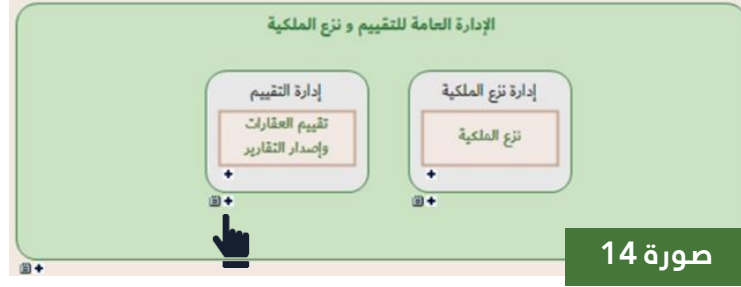 الإدارة العامة للتقييم و نزع الملكية
إدارة نزع الملكية
نزع الملكية
إدارة التقييم
تقييم العقارات
وإصدار التقارير
صورة 14